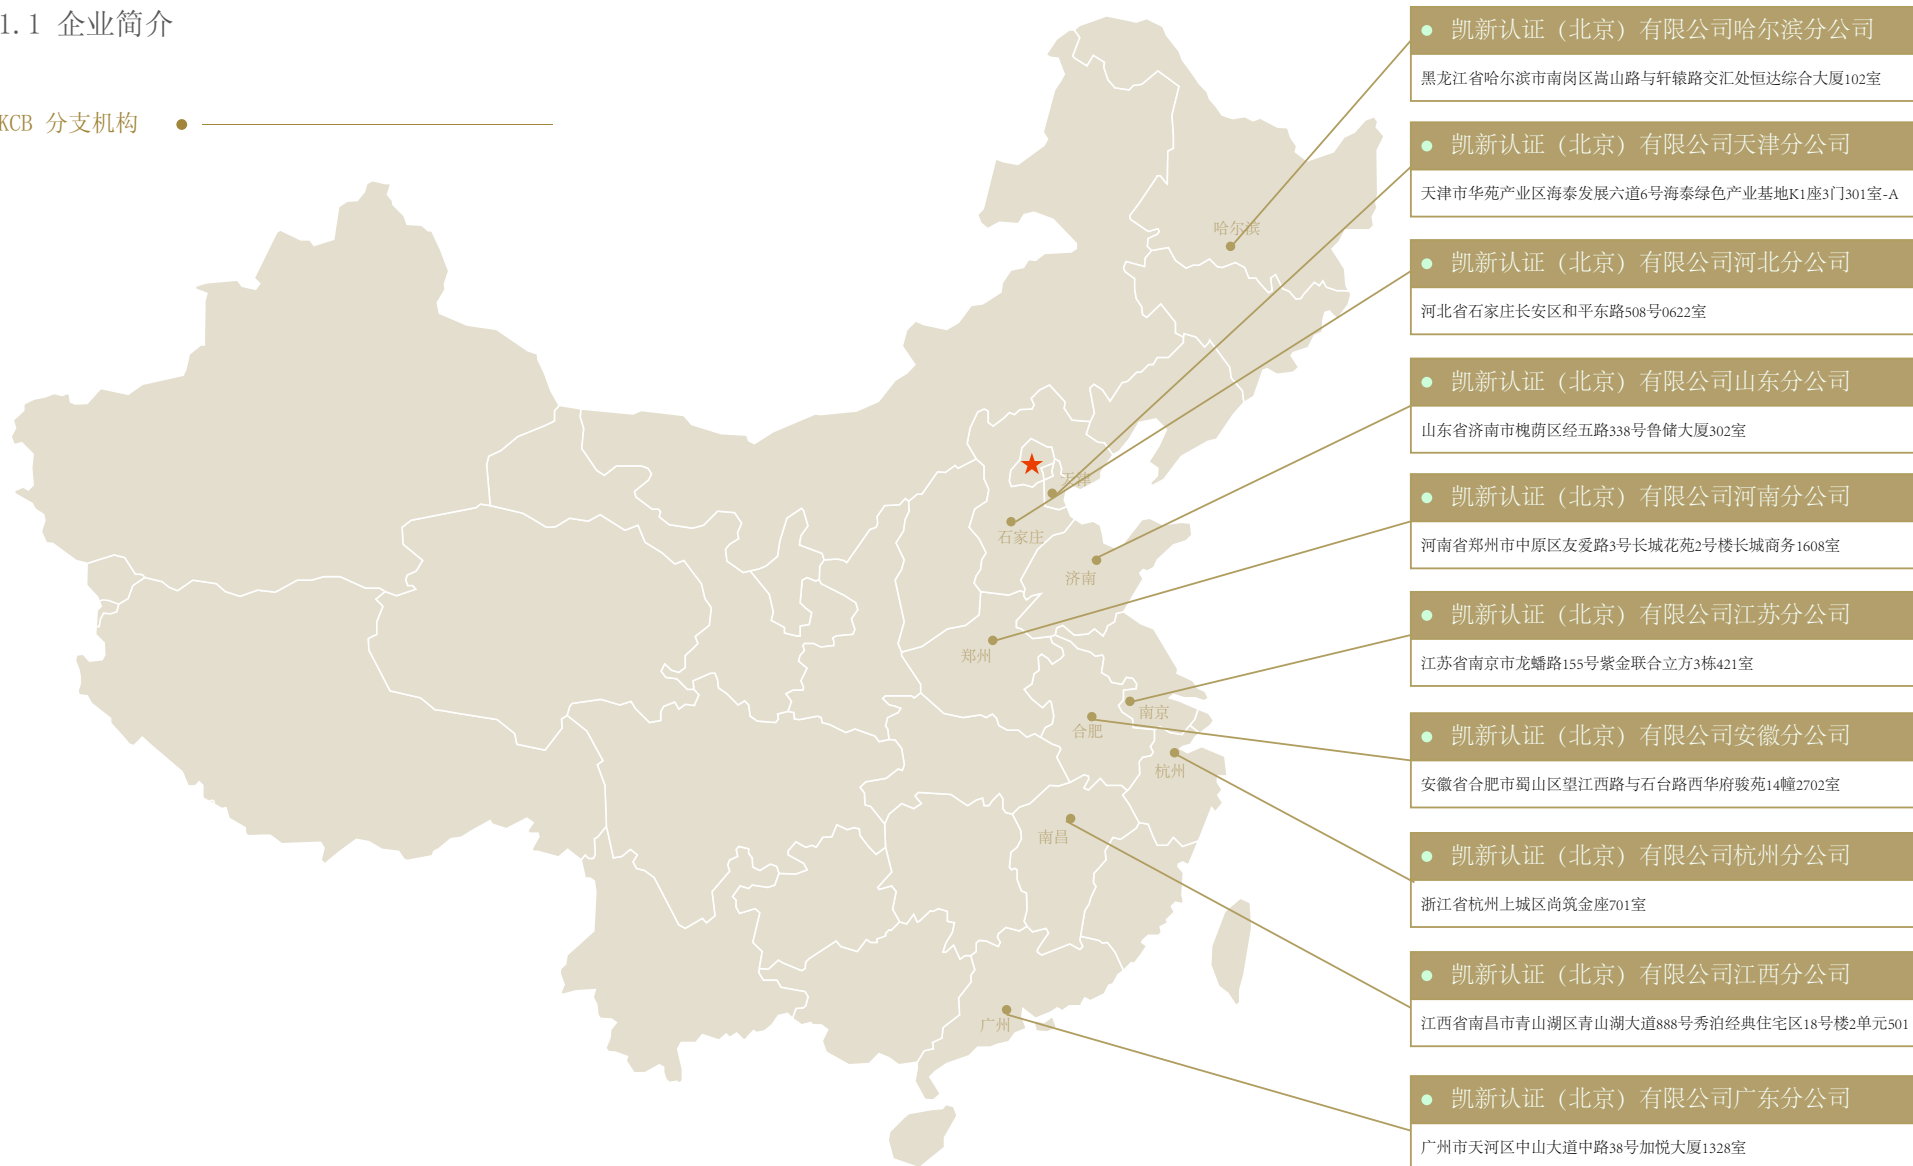 1.1 企业简介
KCB 分支机构
凯新认证（北京）有限公司哈尔滨分公司
黑龙江省哈尔滨市南岗区嵩山路与轩辕路交汇处恒达综合大厦102室
凯新认证（北京）有限公司天津分公司
天津市华苑产业区海泰发展六道6号海泰绿色产业基地K1座3门301室-A
凯新认证（北京）有限公司河北分公司
河北省石家庄长安区和平东路508号0622室
凯新认证（北京）有限公司山东分公司
山东省济南市槐荫区经五路338号鲁储大厦302室
凯新认证（北京）有限公司河南分公司
河南省郑州市中原区友爱路3号长城花苑2号楼长城商务1608室
凯新认证（北京）有限公司江苏分公司
江苏省南京市龙蟠路155号紫金联合立方3栋421室
凯新认证（北京）有限公司安徽分公司
安徽省合肥市蜀山区望江西路与石台路西华府骏苑14幢2702室
凯新认证（北京）有限公司杭州分公司
浙江省杭州上城区尚筑金座701室
凯新认证（北京）有限公司江西分公司
江西省南昌市青山湖区青山湖大道888号秀泊经典住宅区18号楼2单元501
凯新认证（北京）有限公司广东分公司
广州市天河区中山大道中路38号加悦大厦1328室
哈尔滨
天津
石家庄
济南
郑州
南京
合肥
杭州
南昌
广州